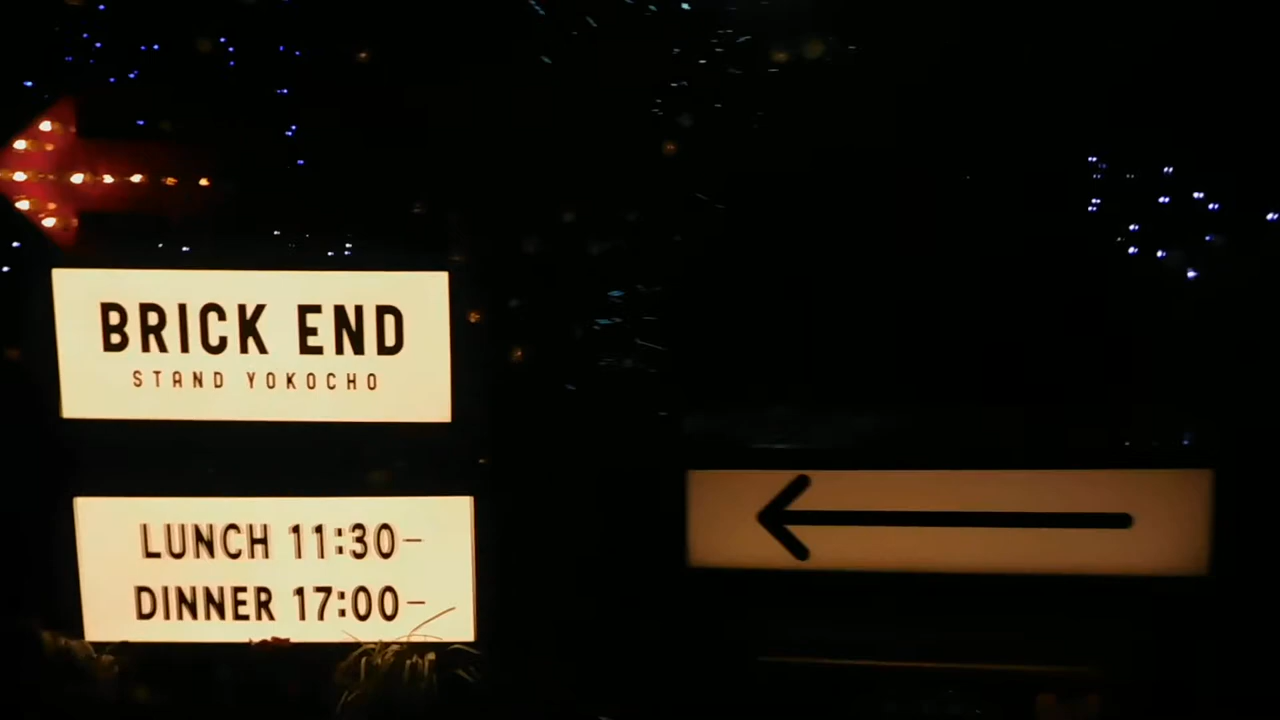 BRICK END
STAND YOKOCHO
LUNCH 11:30-
DINNER 17:00-